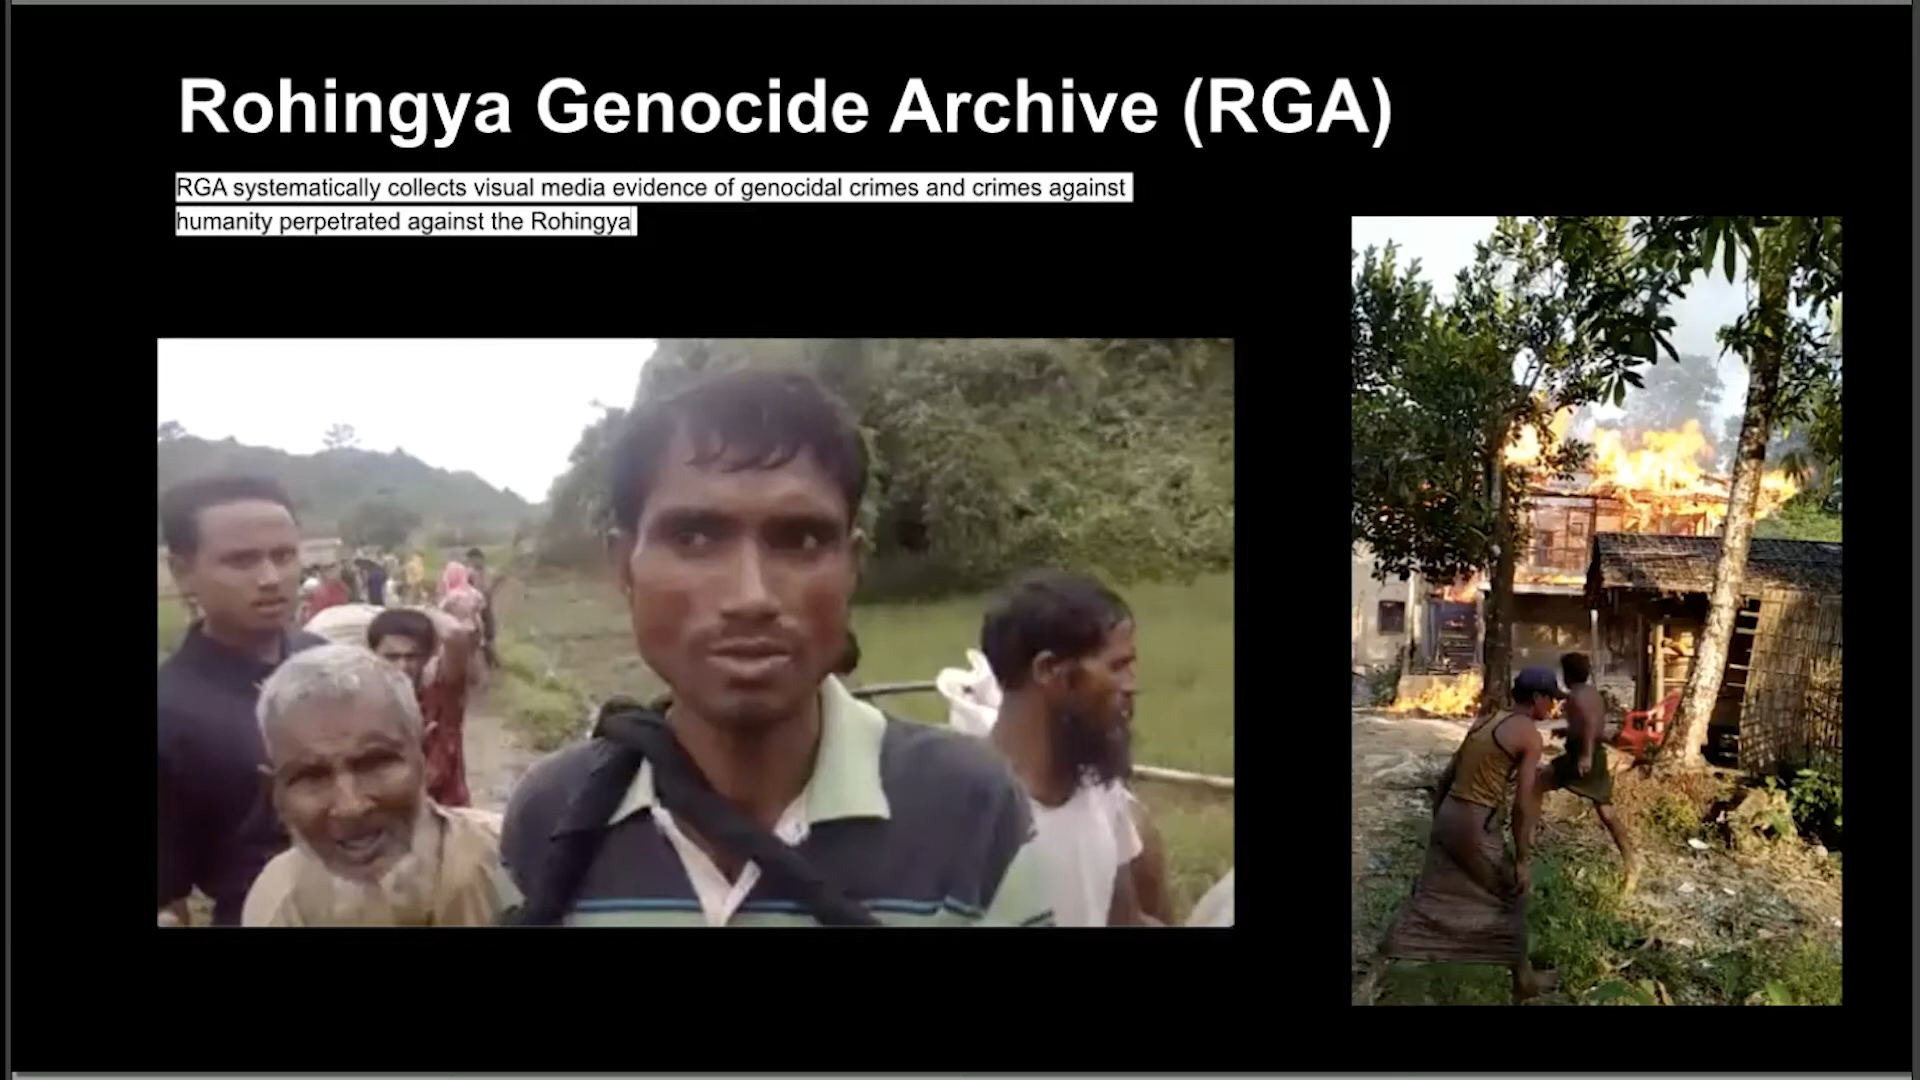 Rohingya Genocide Archive (RGA)
RGA systematically collects visual media evidence of genocidal crimes and crimes against
humanity perpetrated against the Rohingya